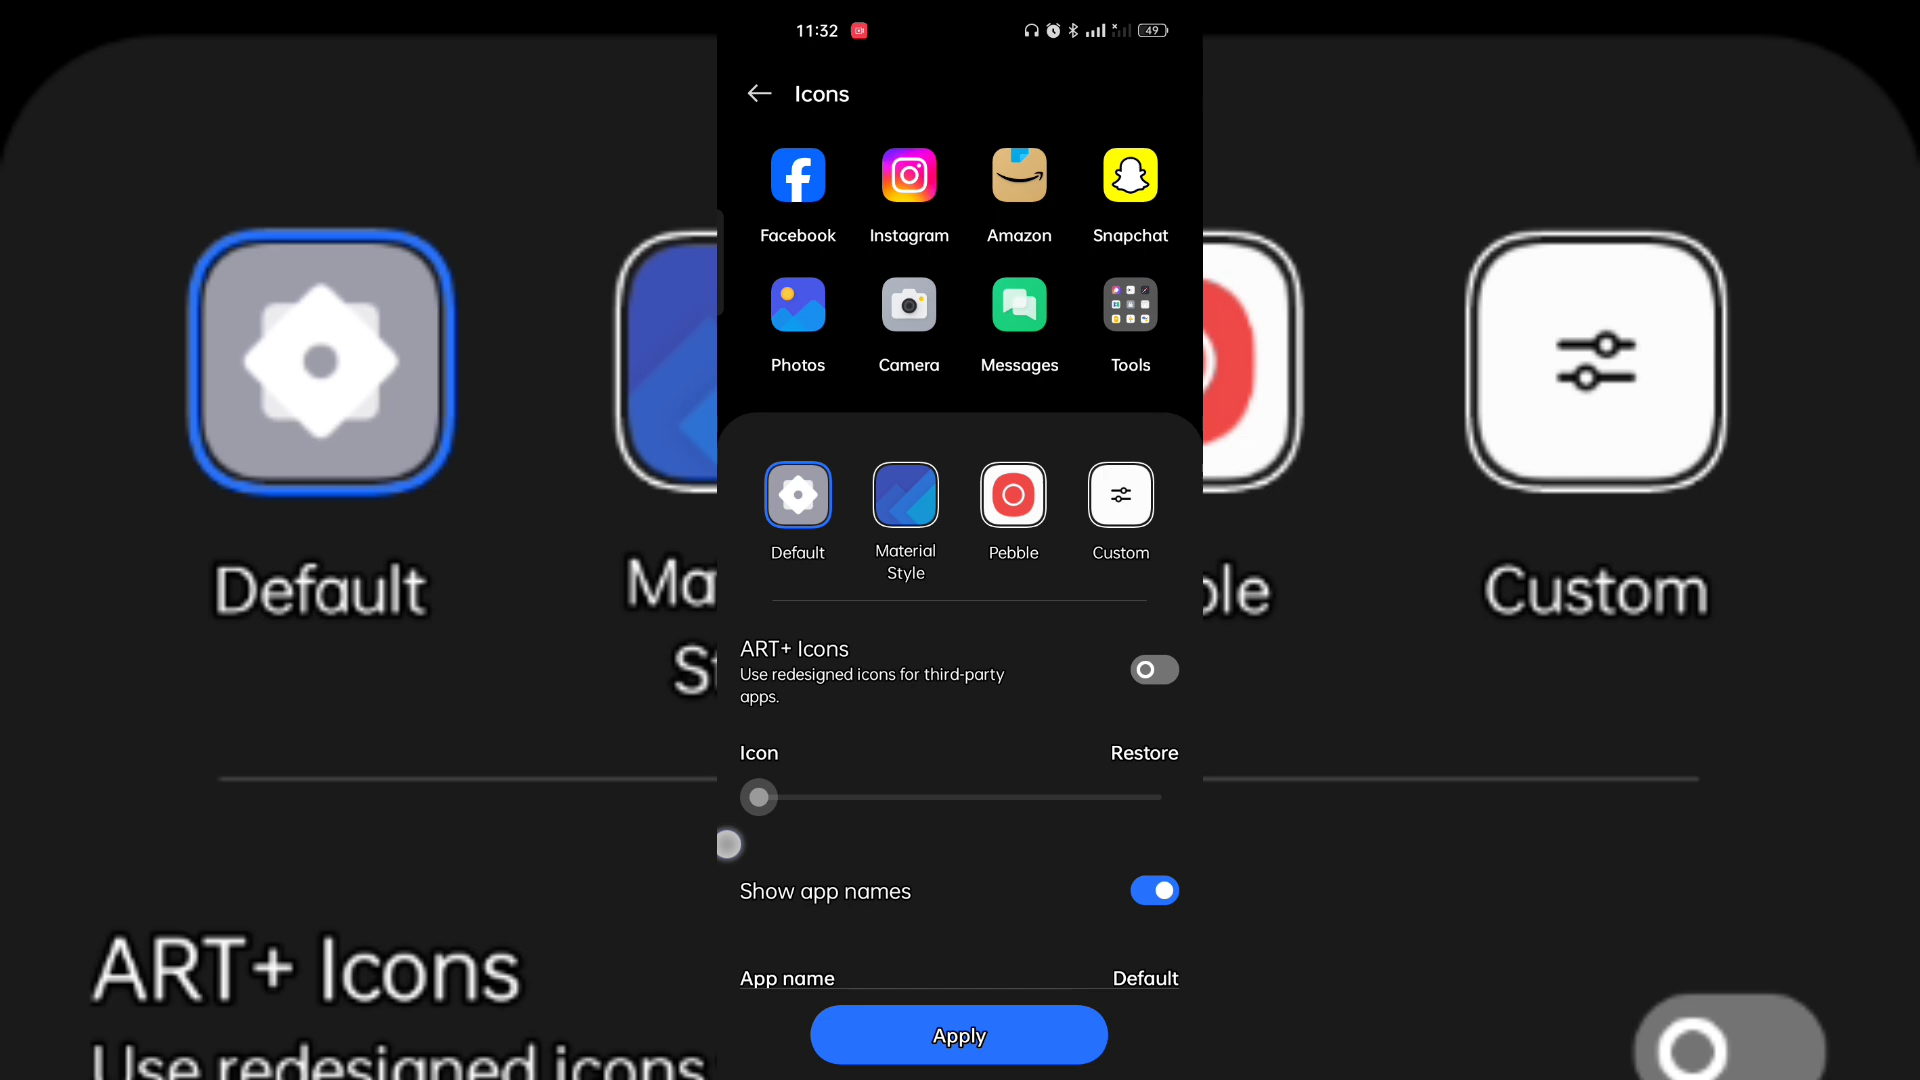 11:32
49
Icons
Facebook Instagram Amazon Snapchat
Photos Camera Messages Tools
Default Material Style Pebble Custom
ART+ Icons
Use redesigned icons for third-party
apps.
Icon Restore
Show app names
App name Default
Apply
Default
Ma
St
ole
Custom
ART+ Icons
Use redesigned icons